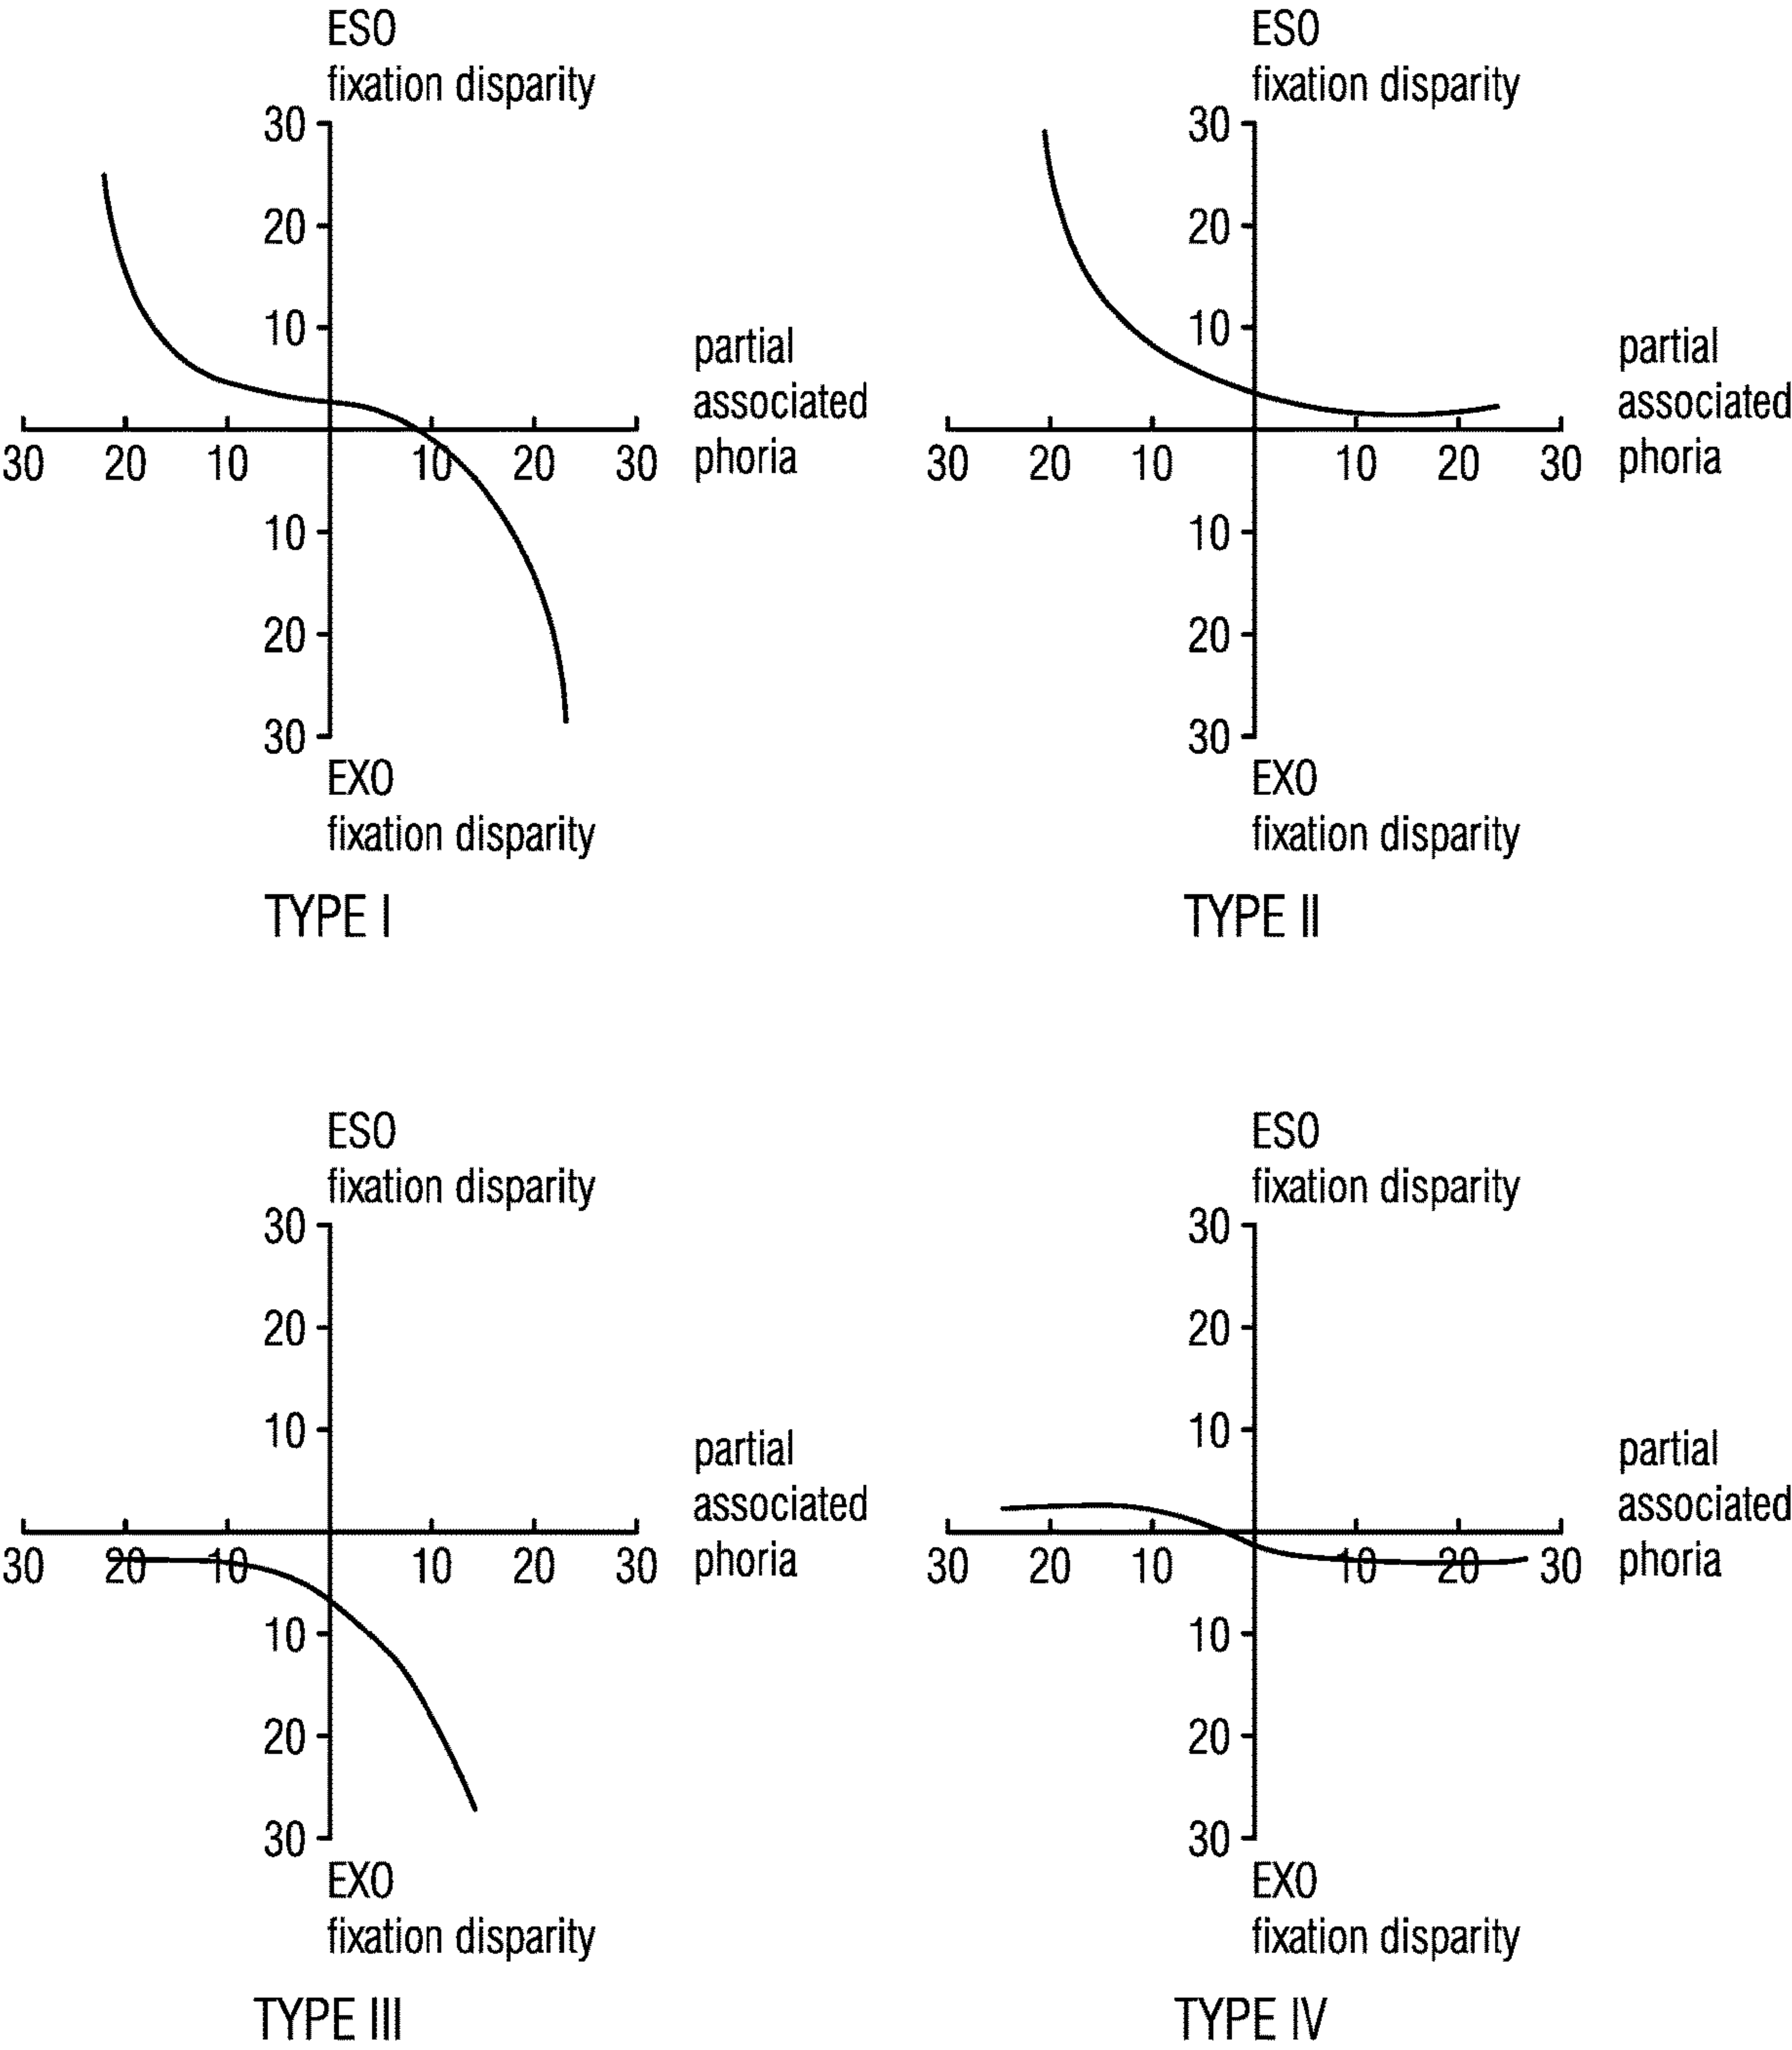 ESO
fixation disparity
30
20
10
30 20 10 10 20 30
partial
associated
phoria
10
20
30
EXO
fixation disparity
TYPE I
ESO
fixation disparity
30
20
10
30 20 10 10 20 30
partial
associated
phoria
10
20
30
EXO
fixation disparity
TYPE II
ESO
fixation disparity
30
20
10
30 20 10 10 20 30
partial
associated
phoria
10
20
30
EXO
fixation disparity
TYPE III
ESO
fixation disparity
30
20
10
30 20 10 10 20 30
partial
associated
phoria
10
20
30
EXO
fixation disparity
TYPE IV